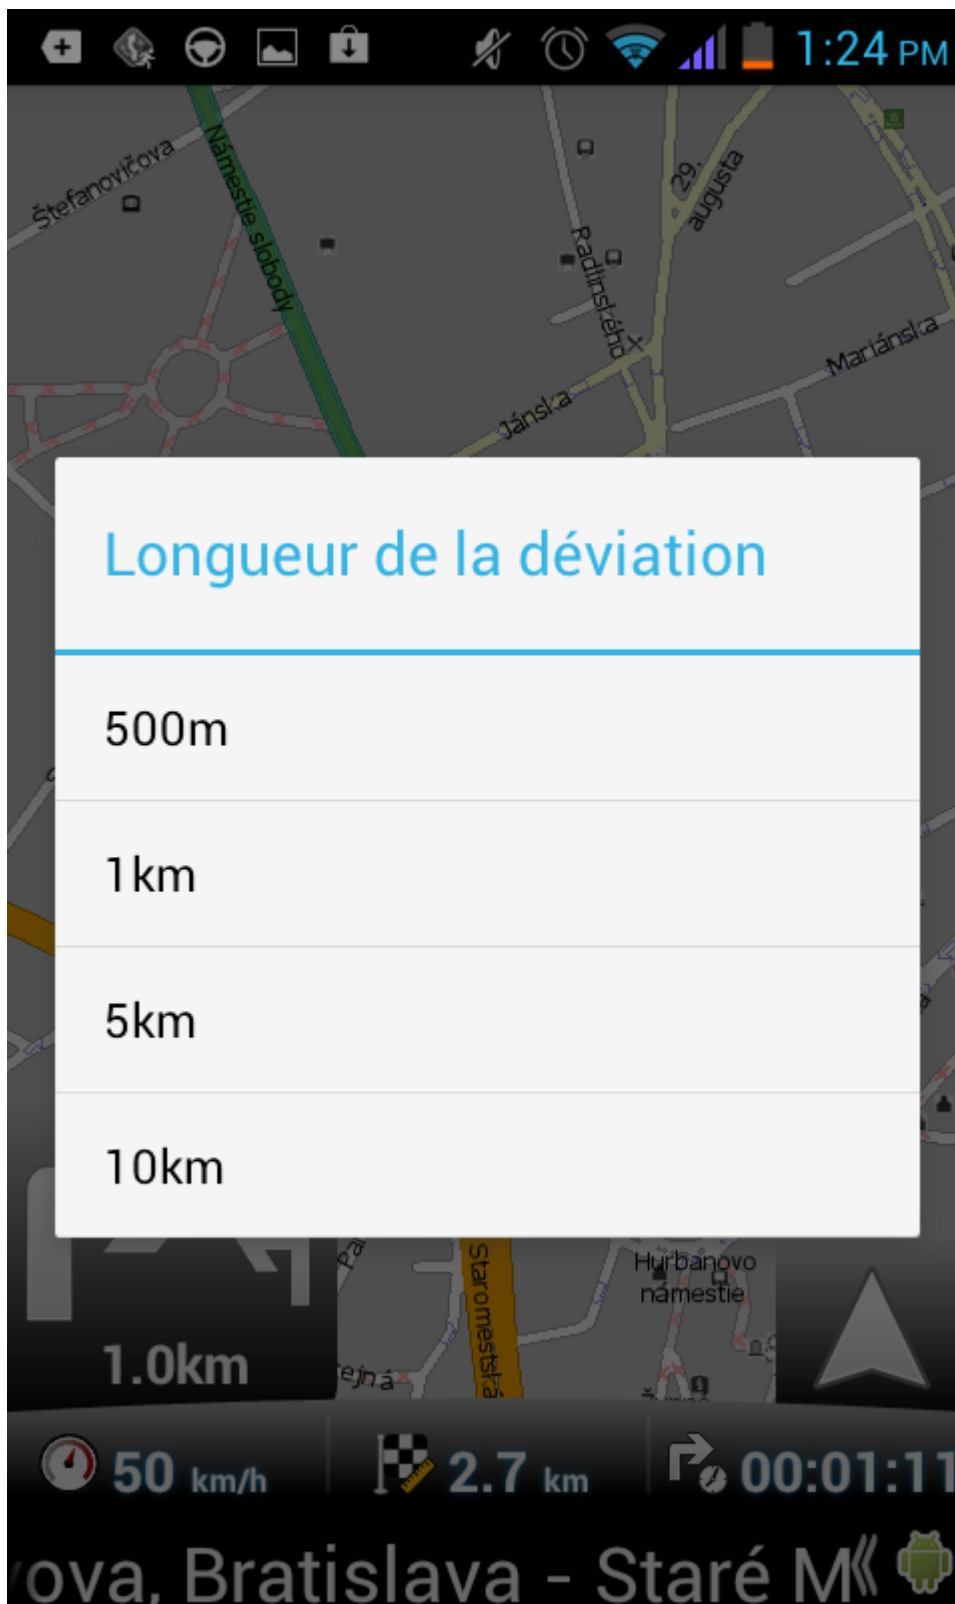 1:24 PM
Štefanovičova
Námestie slobody
29.
augusta
Radlinského
Mariánska
Jánska
Longueur de la déviation
500m
1km
5km
10km
Staromestská
Hurbanovo
námestie
1.0km
50 km/h
2.7 km
00:01:11
ova, Bratislava - Staré M